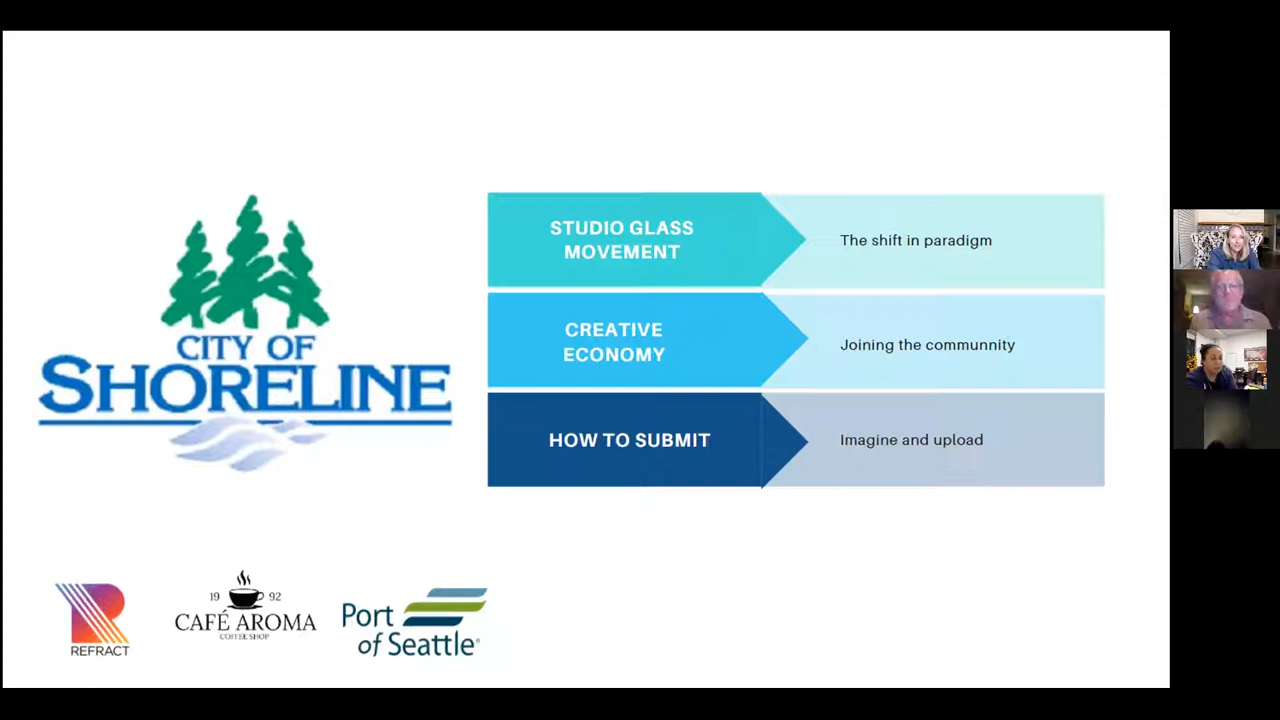 CITY OF
SHORELINE
STUDIO GLASS
MOVEMENT
The shift in paradigm
CREATIVE
ECONOMY
Joining the communnity
HOW TO SUBMIT
Imagine and upload
REFRACT
19 92
CAFÉ AROMA
COFFEE SHOP
Port
of Seattle®